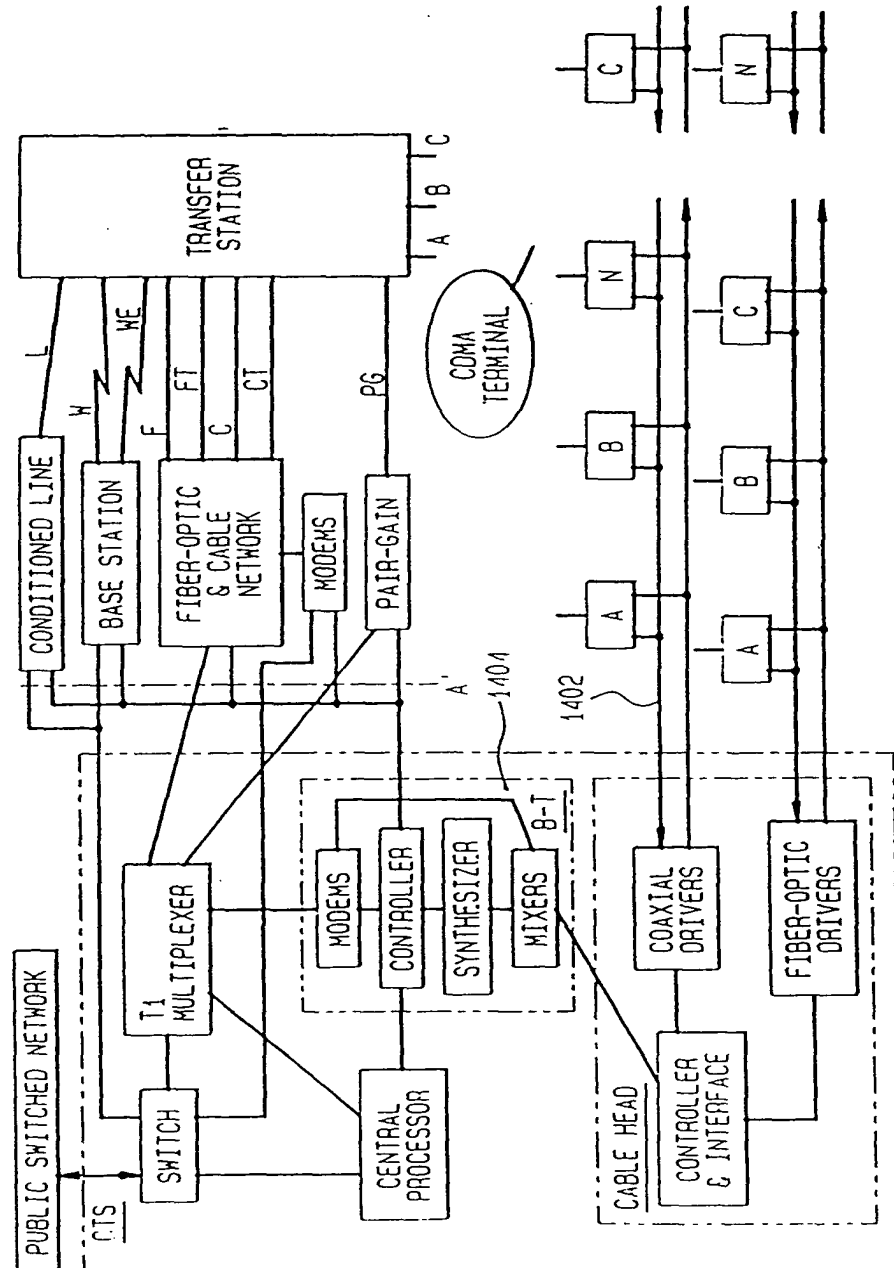 PUBLIC SWITCHED NETWORK
CTS
SWITCH
T1
MULTIPLEXER
CENTRAL
PROCESSOR
MODEMS
CONTROLLER
SYNTHESIZER
MIXERS
B-T
1404
A
CONDITIONED LINE
BASE STATION
FIBER-OPTIC
& CABLE
NETWORK
MODEMS
PAIR-GAIN
L
W
WE
F
FT
C
CT
PG
TRANSFER
STATION
A
B
C
CDMA
TERMINAL
CABLE HEAD
CONTROLLER
& INTERFACE
COAXIAL
DRIVERS
FIBER-OPTIC
DRIVERS
1402
A
B
N
C
A
B
C
N